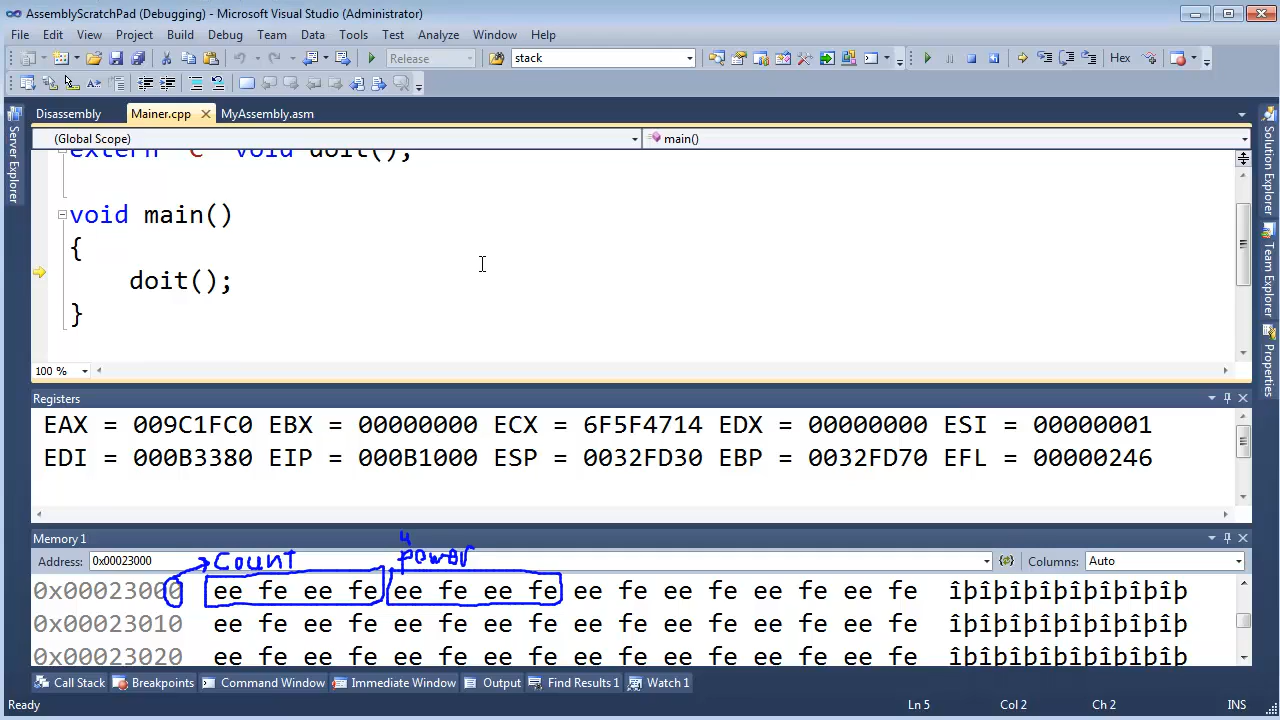 AssemblyScratchPad (Debugging) - Microsoft Visual Studio (Administrator)
File Edit View Project Build Debug Team Data Tools Test Analyze Window Help
Release stack Hex
Disassembly Mainer.cpp MyAssembly.asm
(Global Scope) main()
extern "C" void doit();
void main()
{
doit();
}
100 %
Registers
EAX = 009C1FC0 EBX = 00000000 ECX = 6F5F4714 EDX = 00000000 ESI = 00000001
EDI = 000B3380 EIP = 000B1000 ESP = 0032FD30 EBP = 0032FD70 EFL = 00000246
Memory 1
4
Count power
Address: 0x00023000 Columns: Auto
0x00023000 ee fe ee fe ee fe ee fe ee fe ee fe ee fe ee fe îþîþîþîþîþîþîþîþ
0x00023010 ee fe ee fe ee fe ee fe ee fe ee fe ee fe ee fe îþîþîþîþîþîþîþîþ
0x00023020 ee fe ee fe ee fe ee fe ee fe ee fe ee fe ee fe îþîþîþîþîþîþîþîþ
Call Stack Breakpoints Command Window Immediate Window Output Find Results 1 Watch 1
Ready Ln 5 Col 2 Ch 2 INS
Server Explorer
Solution Explorer
Team Explorer
Properties